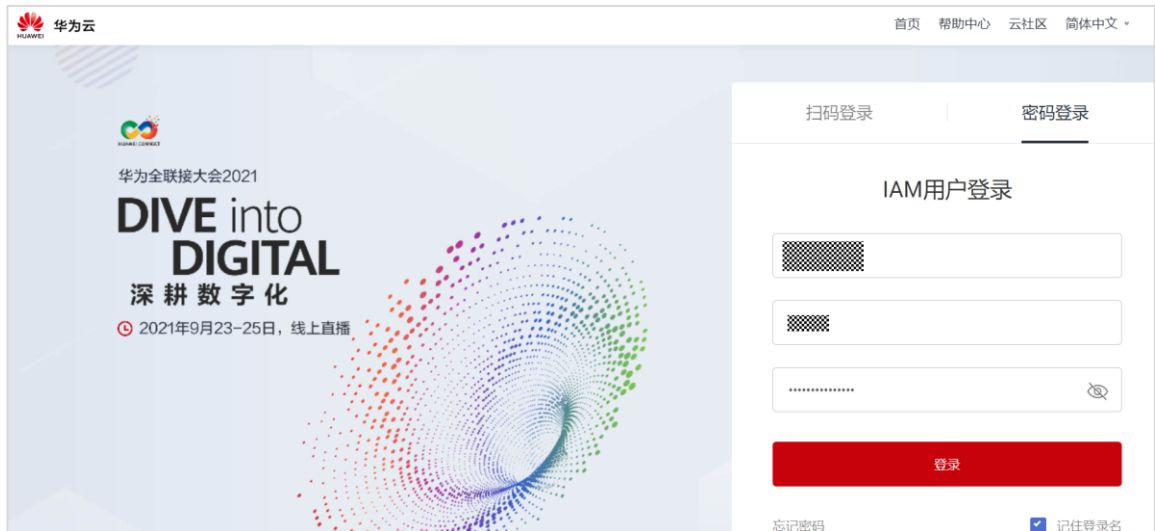 HUAWEI
华为云
首页 帮助中心 云社区 简体中文
HUAWEI CONNECT
华为全联接大会2021
DIVE into
DIGITAL
深耕数字化
2021年9月23-25日，线上直播
扫码登录 密码登录
IAM用户登录
登录
忘记密码 记住登录名